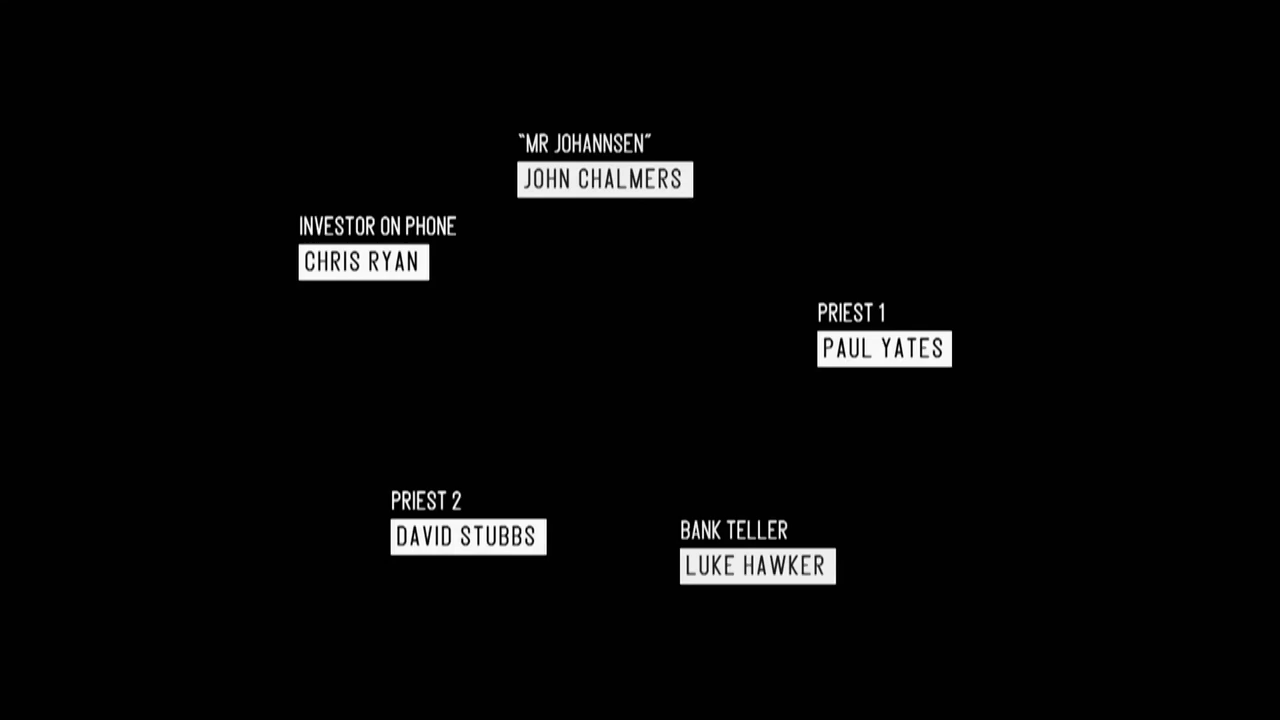 "MR JOHANNSEN"
JOHN CHALMERS
INVESTOR ON PHONE
CHRIS RYAN
PRIEST 1
PAUL YATES
PRIEST 2
DAVID STUBBS
BANK TELLER
LUKE HAWKER